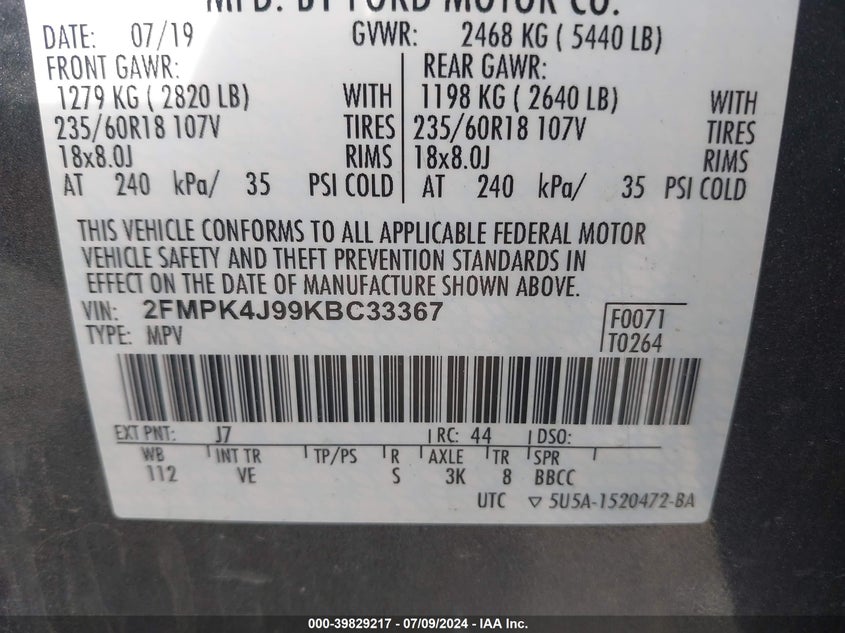 MFD. BY FORD MOTOR CO.
DATE: 07/19 GVWR: 2468 KG ( 5440 LB)
FRONT GAWR: REAR GAWR:
1279 KG ( 2820 LB) WITH 1198 KG ( 2640 LB) WITH
235/60R18 107V TIRES 235/60R18 107V TIRES
18x8.0J RIMS 18x8.0J RIMS
AT 240 kPa/ 35 PSI COLD AT 240 kPa/ 35 PSI COLD
THIS VEHICLE CONFORMS TO ALL APPLICABLE FEDERAL MOTOR
VEHICLE SAFETY AND THEFT PREVENTION STANDARDS IN
EFFECT ON THE DATE OF MANUFACTURE SHOWN ABOVE.
VIN: 2FMPK4J99KBC33367 F0071
TYPE: MPV T0264
EXT PNT: J7 RC: 44 DSO:
WB INT TR TP/PS R AXLE TR SPR
112 VE S 3K 8 BBCC
UTC ▽ 5U5A-1520472-BA
000-39829217 - 07/09/2024 - IAA Inc.